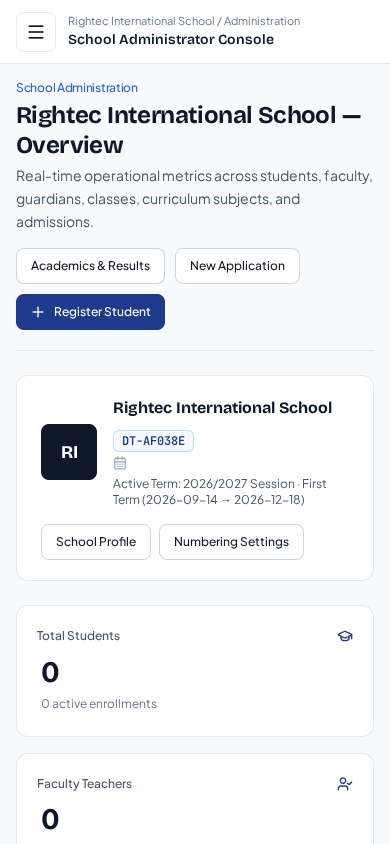 Rightec International School / Administration
School Administrator Console
School Administration
Rightec International School —
Overview
Real-time operational metrics across students, faculty,
guardians, classes, curriculum subjects, and
admissions.
Academics & Results
New Application
Register Student
Rightec International School
RI
DT-AF038E
Active Term: 2026/2027 Session · First
Term (2026-09-14 → 2026-12-18)
School Profile
Numbering Settings
Total Students
0
0 active enrollments
Faculty Teachers
0